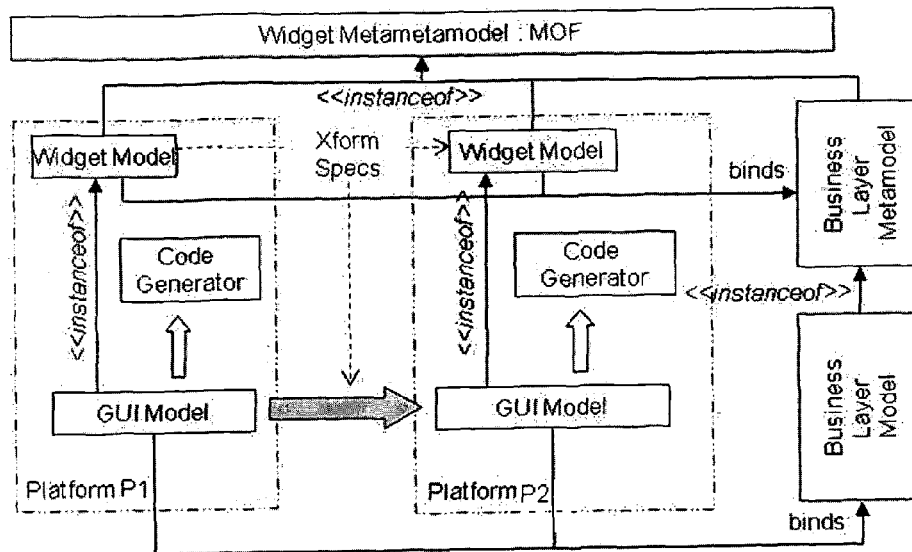 Widget Metametamodel : MOF
<<instanceof>>
Widget Model
Xform
Specs
Widget Model
binds
Business
Layer
Metamodel
<<instanceof>>
Code
Generator
<<instanceof>>
Code
Generator
<<instanceof>>
GUI Model
GUI Model
Business
Layer
Model
Platform P1
Platform P2
binds